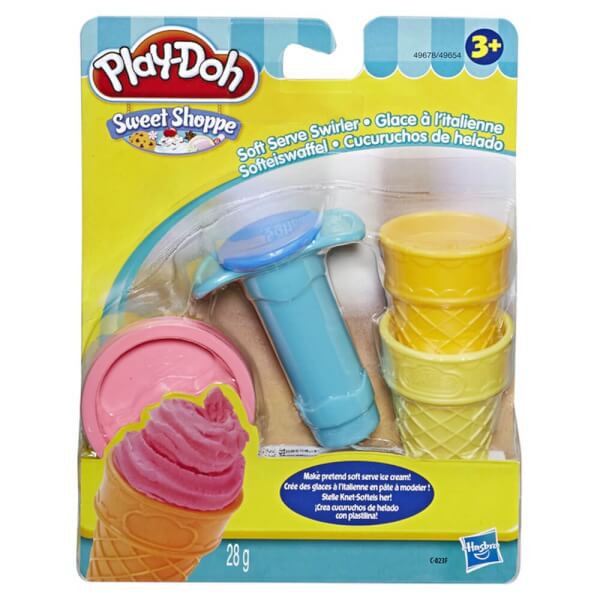 Play-Doh
Sweet Shoppe
49678/49654
3+
Soft Serve Swirler • Glace à l'italienne
Softeiswaffel • Cucuruchos de helado
Make pretend soft serve ice cream!
Crée des glaces à l'italienne en pâte à modeler !
Stelle Knet-Softeis her!
¡Crea cucuruchos de helado
con plastilina!
28 g
C-023F
Hasbro